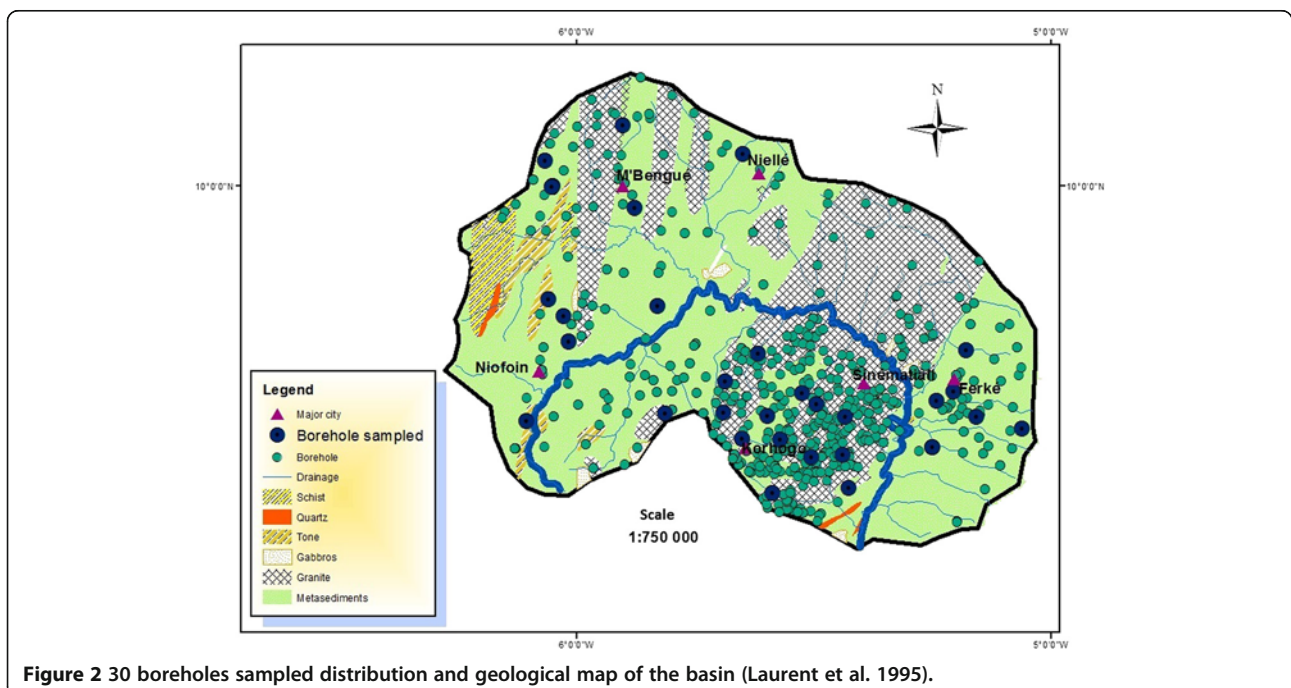 6°0'0"W
5°0'0"W
N
Nielle
M'Bengue
10°0'0"N
10°0'0"N
Niofoin
Sinematiali
Ferke
Korhogo
Legend
Major city
Borehole sampled
Borehole
Drainage
Schist
Quartz
Tone
Gabbros
Granite
Metasediments
Scale
1:750 000
6°0'0"W
5°0'0"W
Figure 2 30 boreholes sampled distribution and geological map of the basin (Laurent et al. 1995).